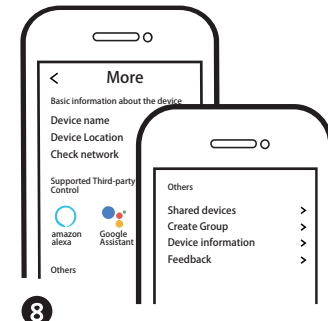 <
More
Basic information about the device
Device name
Device Location
Check network
Supported Third-party
Control
amazon
alexa
Google
Assistant
Others
Others
Shared devices >
Create Group >
Device information >
Feedback >
8